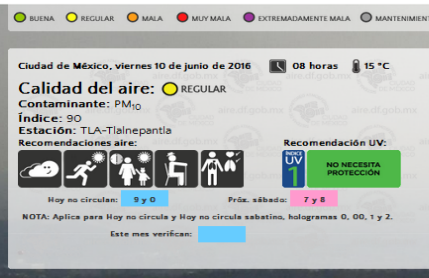 BUENA REGULAR MALA MUY MALA EXTREMADAMENTE MALA MANTENIMIENT
Ciudad de México, viernes 10 de junio de 2016 08 horas 15 °C
Calidad del aire: REGULAR
Contaminante: PM10
Índice: 90
Estación: TLA-Tlalnepantla
Recomendaciones aire: Recomendación UV:
ÍNDICE
UV
1
NO NECESITA
PROTECCIÓN
Hoy no circulan: 9 y 0 Próx. sábado: 7 y 8
NOTA: Aplica para Hoy no circula y Hoy no circula sabatino, hologramas 0, 00, 1 y 2.
Este mes verifican: